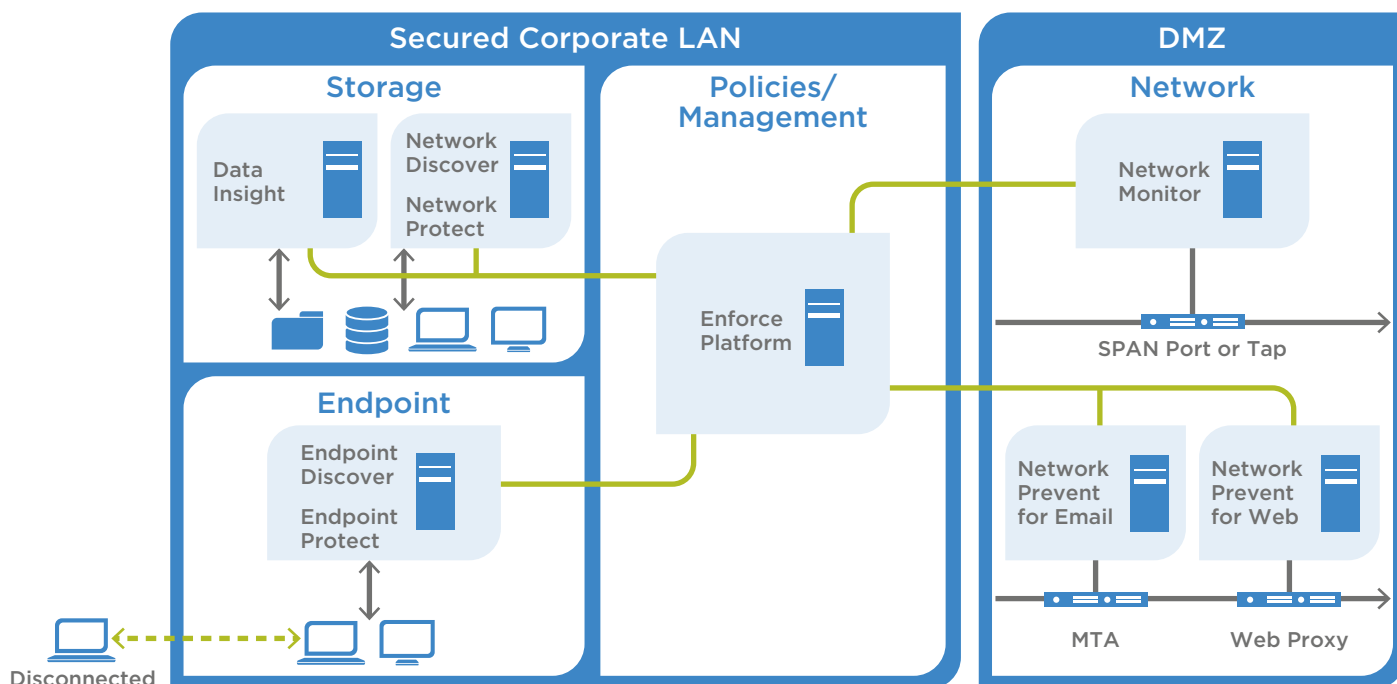 Secured Corporate LAN
DMZ
Storage
Policies/
Management
Network
Data
Insight
Network
Discover
Network
Protect
Network
Monitor
Enforce
Platform
SPAN Port or Tap
Endpoint
Endpoint
Discover
Endpoint
Protect
Network
Prevent
for Email
Network
Prevent
for Web
MTA
Web Proxy
Disconnected